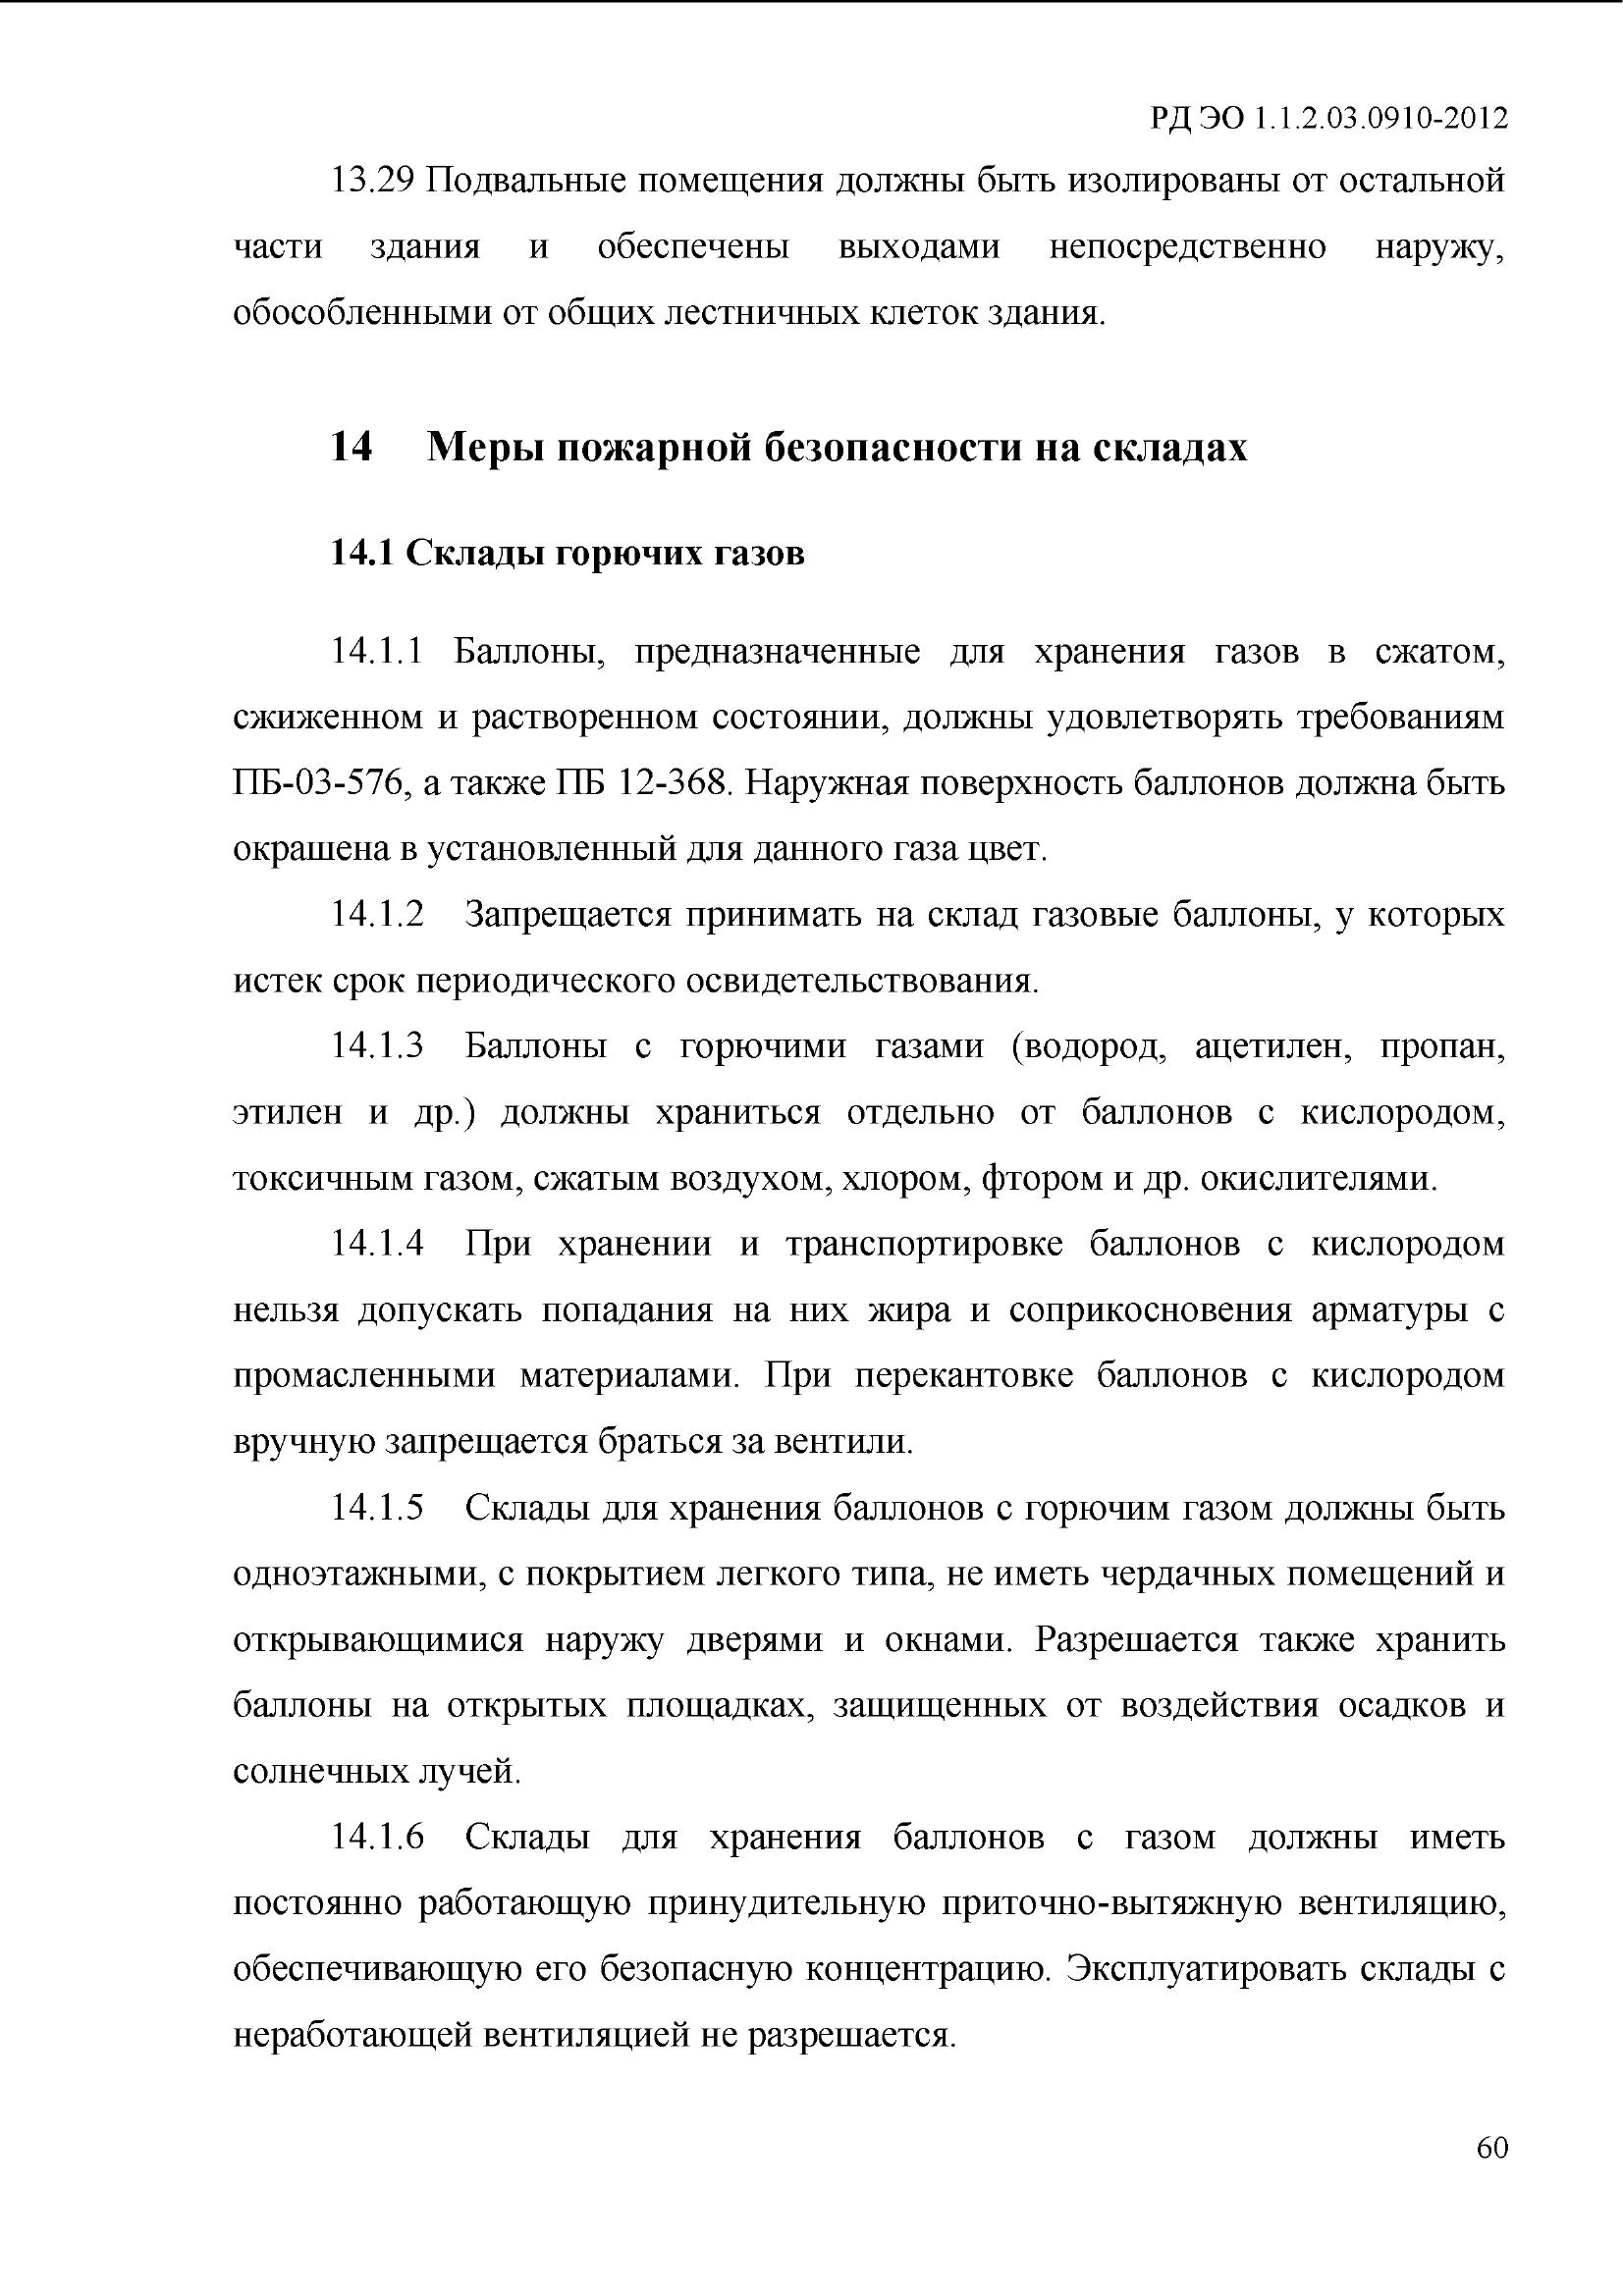 РД ЭО 1.1.2.03.0910-2012
13.29 Подвальные помещения должны быть изолированы от остальной
части здания и обеспечены выходами непосредственно наружу,
обособленными от общих лестничных клеток здания.
14 Меры пожарной безопасности на складах
14.1 Склады горючих газов
14.1.1 Баллоны, предназначенные для хранения газов в сжатом,
сжиженном и растворенном состоянии, должны удовлетворять требованиям
ПБ-03-576, а также ПБ 12-368. Наружная поверхность баллонов должна быть
окрашена в установленный для данного газа цвет.
14.1.2 Запрещается принимать на склад газовые баллоны, у которых
истек срок периодического освидетельствования.
14.1.3 Баллоны с горючими газами (водород, ацетилен, пропан,
этилен и др.) должны храниться отдельно от баллонов с кислородом,
токсичным газом, сжатым воздухом, хлором, фтором и др. окислителями.
14.1.4 При хранении и транспортировке баллонов с кислородом
нельзя допускать попадания на них жира и соприкосновения арматуры с
промасленными материалами. При перекантовке баллонов с кислородом
вручную запрещается браться за вентили.
14.1.5 Склады для хранения баллонов с горючим газом должны быть
одноэтажными, с покрытием легкого типа, не иметь чердачных помещений и
открывающимися наружу дверями и окнами. Разрешается также хранить
баллоны на открытых площадках, защищенных от воздействия осадков и
солнечных лучей.
14.1.6 Склады для хранения баллонов с газом должны иметь
постоянно работающую принудительную приточно-вытяжную вентиляцию,
обеспечивающую его безопасную концентрацию. Эксплуатировать склады с
неработающей вентиляцией не разрешается.
60